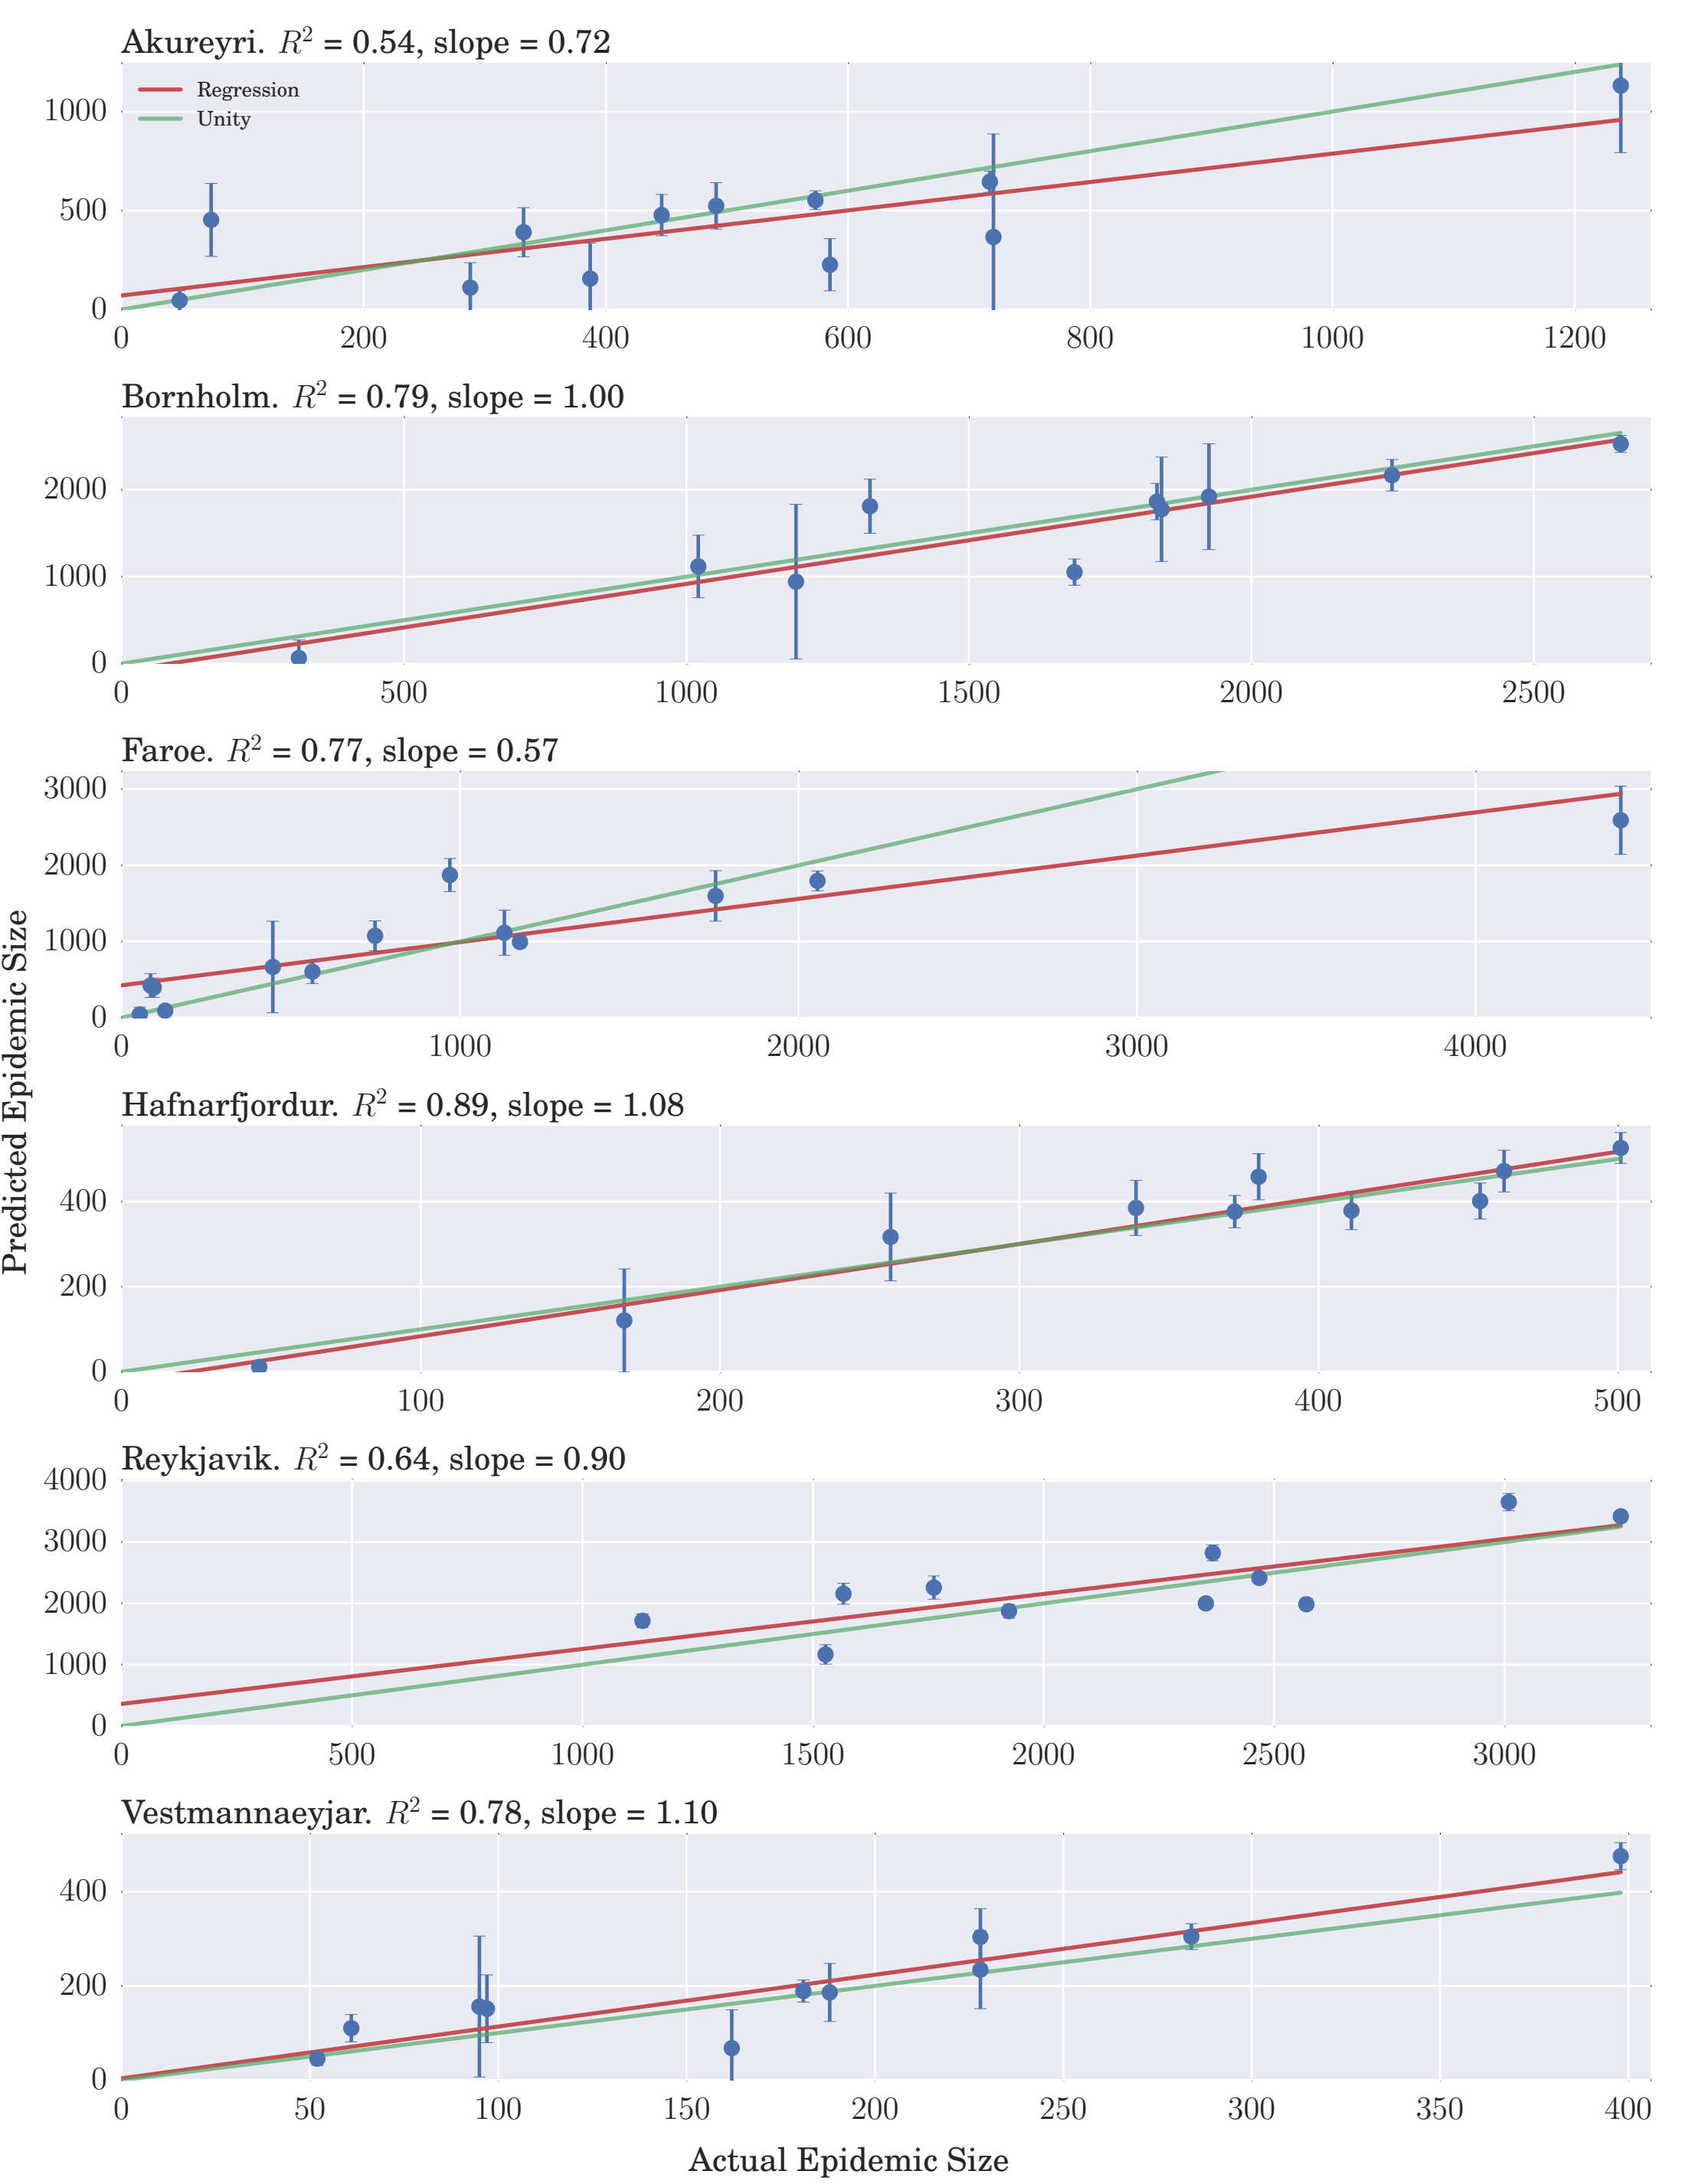 Akureyri. R² = 0.54, slope = 0.72
Regression
Unity
1000
500
0
0 200 400 600 800 1000 1200
Bornholm. R² = 0.79, slope = 1.00
2000
1000
0
0 500 1000 1500 2000 2500
Faroe. R² = 0.77, slope = 0.57
3000
2000
1000
0
0 1000 2000 3000 4000
Predicted Epidemic Size
Hafnarfjordur. R² = 0.89, slope = 1.08
400
200
0
0 100 200 300 400 500
Reykjavik. R² = 0.64, slope = 0.90
4000
3000
2000
1000
0
0 500 1000 1500 2000 2500 3000
Vestmannaeyjar. R² = 0.78, slope = 1.10
400
200
0
0 50 100 150 200 250 300 350 400
Actual Epidemic Size